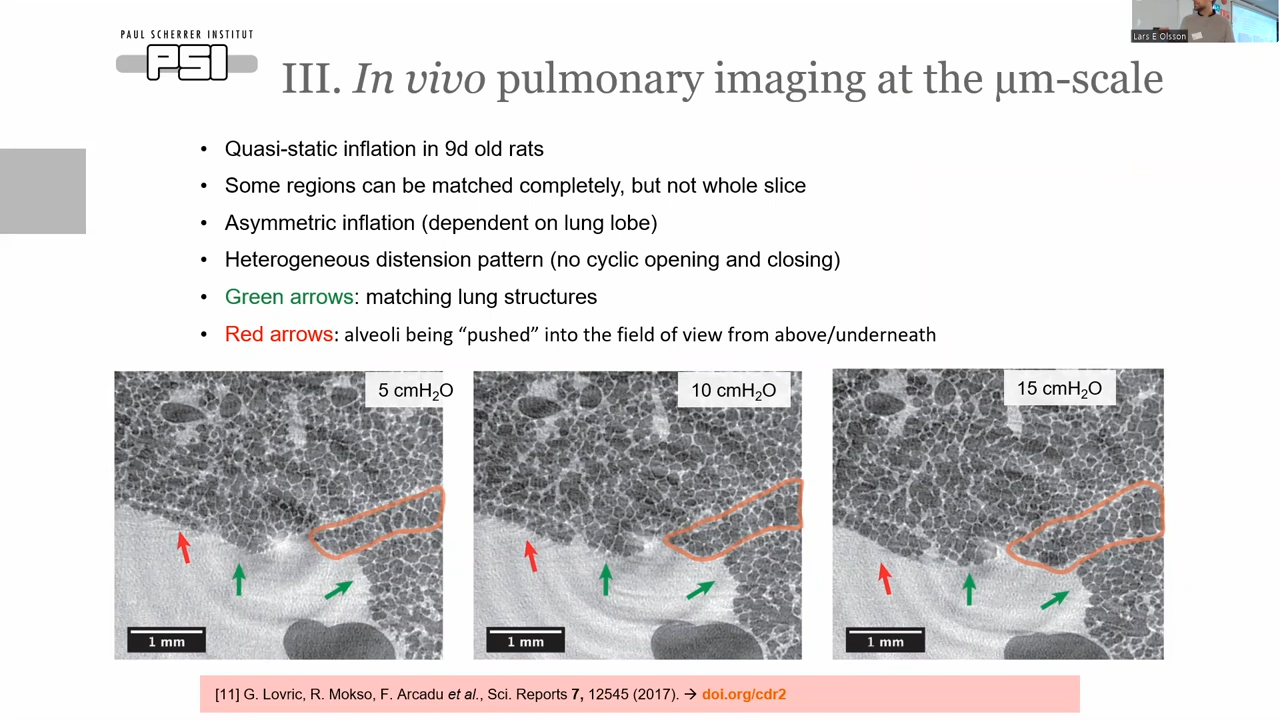 PAUL SCHERRER INSTITUT
PSI
Lars E Olsson
III. In vivo pulmonary imaging at the µm-scale
• Quasi-static inflation in 9d old rats
• Some regions can be matched completely, but not whole slice
• Asymmetric inflation (dependent on lung lobe)
• Heterogeneous distension pattern (no cyclic opening and closing)
• Green arrows: matching lung structures
• Red arrows: alveoli being “pushed” into the field of view from above/underneath
5 cmH₂O
10 cmH₂O
15 cmH₂O
1 mm
1 mm
1 mm
[11] G. Lovric, R. Mokso, F. Arcadu et al., Sci. Reports 7, 12545 (2017). → doi.org/cdr2